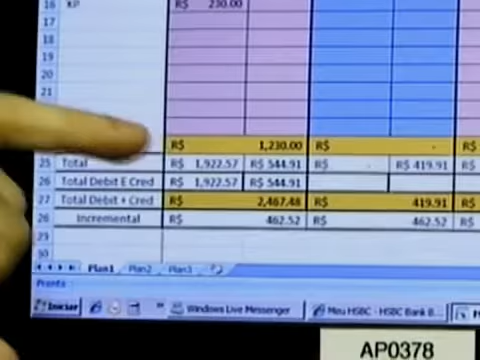 16 XP R$ 230.00
17
18
19
20
21
R$ 1,230.00 R$ - R$
25 Total R$ 1,922.57 R$ 544.91 R$ - R$ 419.91 R$
26 Total Debit E Cred R$ 1,922.57 R$ 544.91
27 Total Debit + Cred R$ 2,467.48 R$ 419.91 R$
28 Incremental R$ 462.52 R$ 462.52 R$
29
30
Plan1 Plan2 Plan3
Pronto
Iniciar Windows Live Messenger Meu HSBC - HSBC Bank B...
AP0378